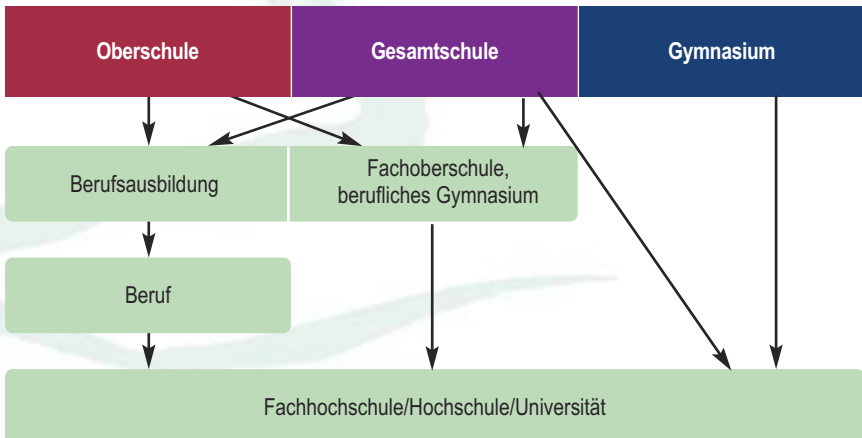 Oberschule
Gesamtschule
Gymnasium
Berufsausbildung
Fachoberschule,
berufliches Gymnasium
Beruf
Fachhochschule/Hochschule/Universität